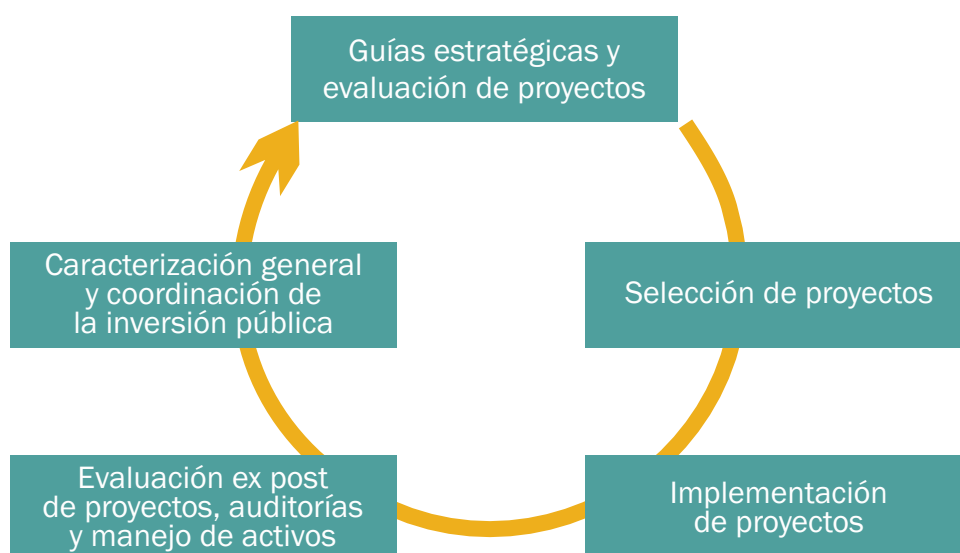 Guías estratégicas y
evaluación de proyectos
Selección de proyectos
Implementación
de proyectos
Evaluación ex post
de proyectos, auditorías
y manejo de activos
Caracterización general
y coordinación de
la inversión pública